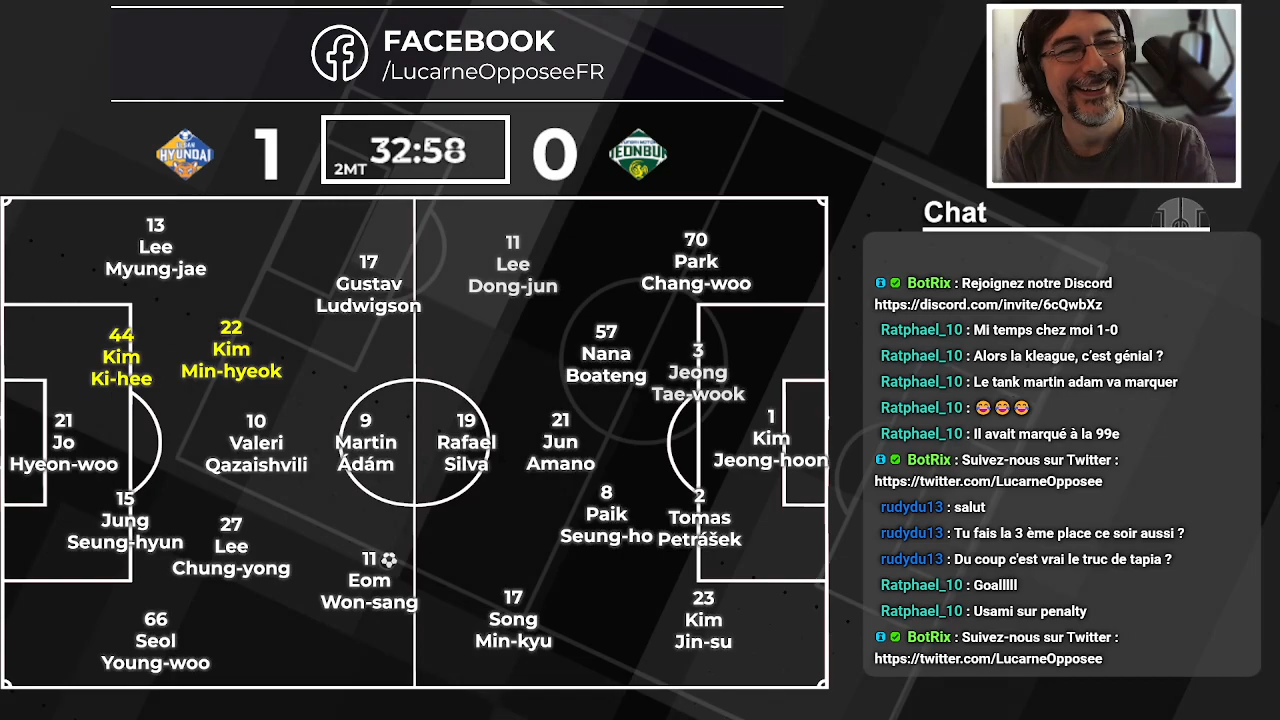 FACEBOOK
/LucarneOpposeeFR
HYUNDAI
1
2MT 32:58
0
13
Lee
Myung-jae
17
Gustav
Ludwigson
11
Lee
Dong-jun
70
Park
Chang-woo
44
Kim
Ki-hee
22
Kim
Min-hyeok
57
Nana
Boateng
3
Jeong
Tae-wook
21
Jo
Hyeon-woo
10
Valeri
Qazaishvili
9
Martin
Ádám
19
Rafael
Silva
21
Jun
Amano
1
Kim
Jeong-hoon
15
Jung
Seung-hyun
27
Lee
Chung-yong
11
Eom
Won-sang
8
Paik
Seung-ho
2
Tomas
Petrášek
66
Seol
Young-woo
17
Song
Min-kyu
23
Kim
Jin-su
Chat
BotRix : Rejoignez notre Discord
https://discord.com/invite/6cQwbXz
Ratphael_10 : Mi temps chez moi 1-0
Ratphael_10 : Alors la kleague, c’est génial ?
Ratphael_10 : Le tank martin adam va marquer
Ratphael_10 : 😂 😂 😂
Ratphael_10 : Il avait marqué à la 99e
BotRix : Suivez-nous sur Twitter :
https://twitter.com/LucarneOpposee
rudydu13 : salut
rudydu13 : Tu fais la 3 ème place ce soir aussi ?
rudydu13 : Du coup c'est vrai le truc de tapia ?
Ratphael_10 : Goalllll
Ratphael_10 : Usami sur penalty
BotRix : Suivez-nous sur Twitter :
https://twitter.com/LucarneOpposee